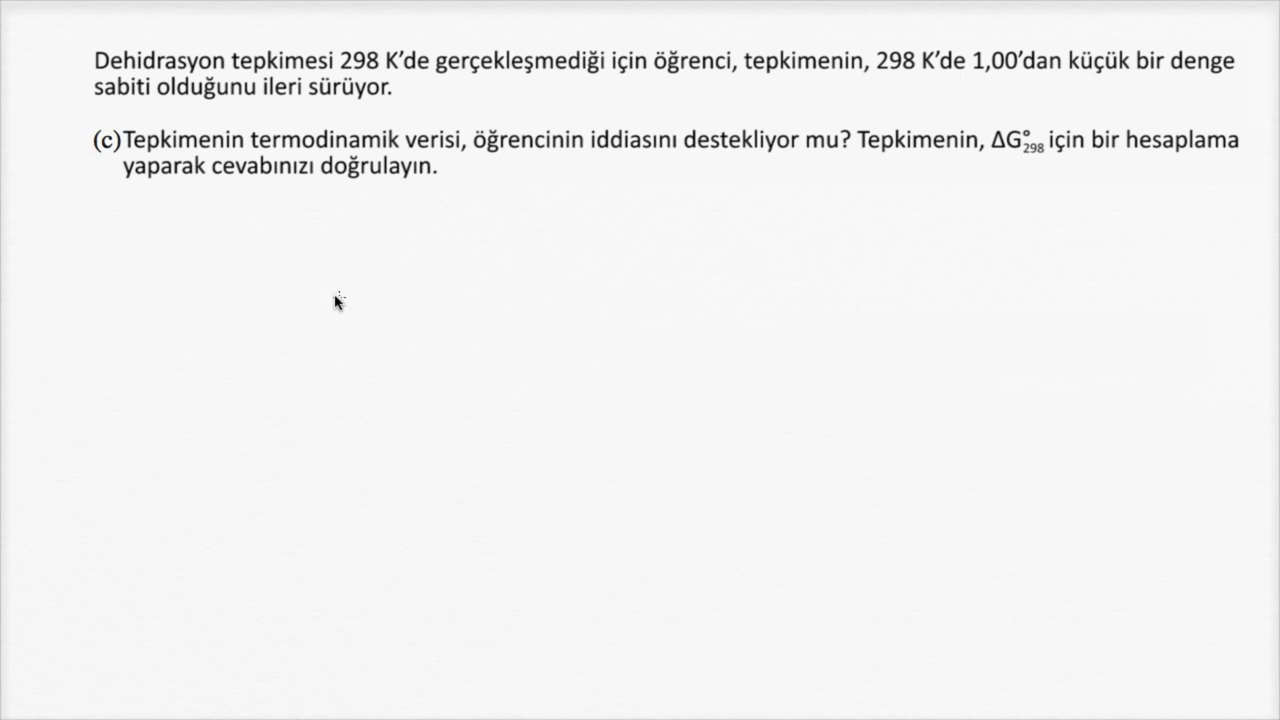 Dehidrasyon tepkimesi 298 K’de gerçekleşmediği için öğrenci, tepkimenin, 298 K’de 1,00’dan küçük bir denge
sabiti olduğunu ileri sürüyor.
(c) Tepkimenin termodinamik verisi, öğrencinin iddiasını destekliyor mu? Tepkimenin, ΔG°₂₉₈ için bir hesaplama
yaparak cevabınızı doğrulayın.